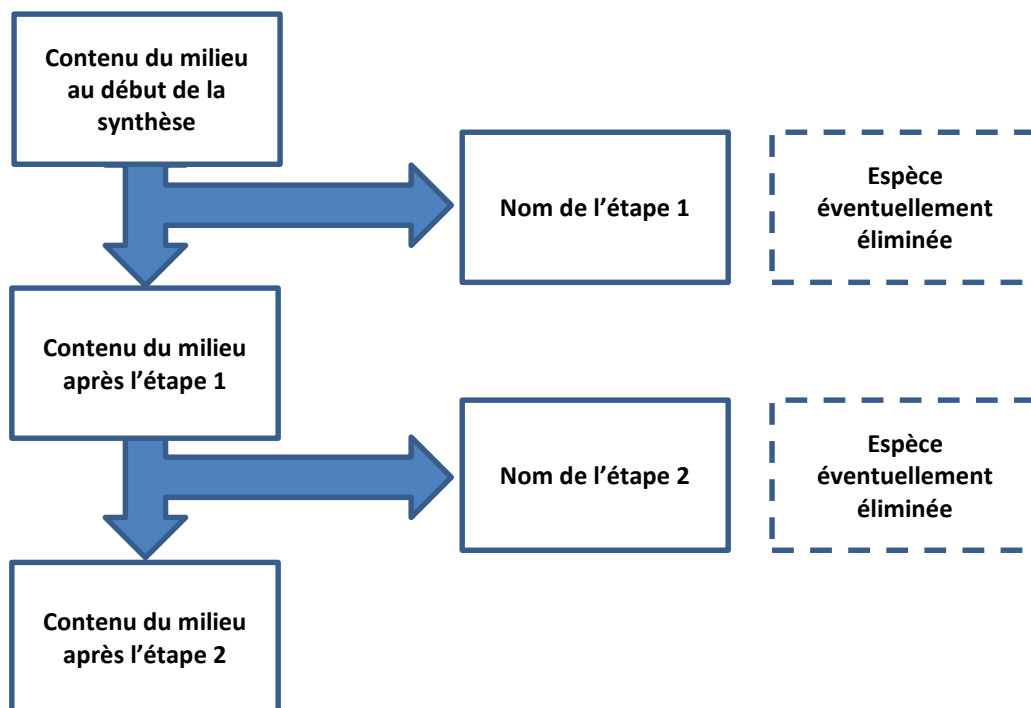 Contenu du milieu
au début de la
synthèse
Nom de l’étape 1
Espèce
éventuellement
éliminée
Contenu du milieu
après l’étape 1
Nom de l’étape 2
Espèce
éventuellement
éliminée
Contenu du milieu
après l’étape 2